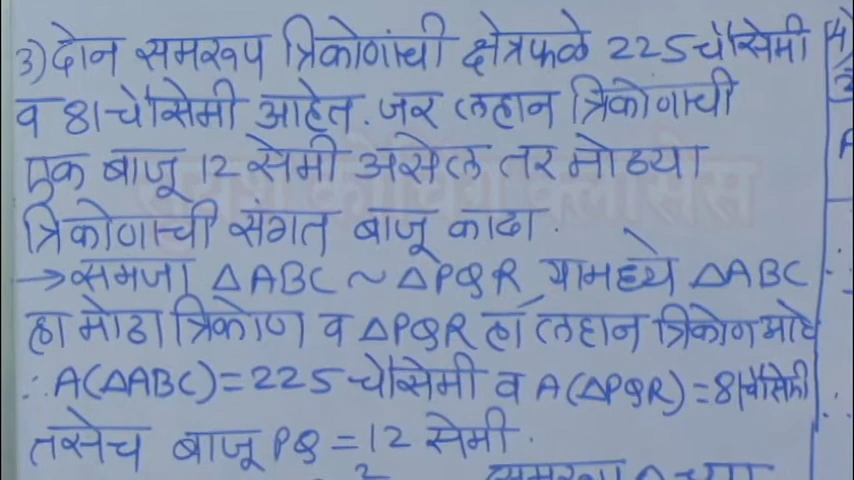 3) दोन समरूप त्रिकोणांची क्षेत्रफळे 225 चौसेमी
व 81 चौसेमी आहेत. जर लहान त्रिकोणाची
एक बाजू 12 सेमी असेल तर मोठ्या
त्रिकोणाची संगत बाजू काढा.
→ समजा △ABC ~ △PQR यामध्ये △ABC
हा मोठा त्रिकोण व △PQR हा लहान त्रिकोण आहे
∴ A(△ABC) = 225 चौसेमी व A(△PQR) = 81 चौसेमी
तसेच बाजू PQ = 12 सेमी.